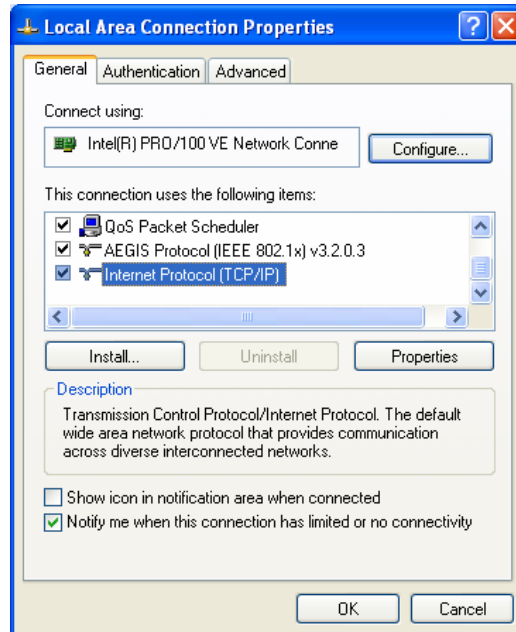 Local Area Connection Properties
General Authentication Advanced
Connect using:
Intel(R) PRO/100 VE Network Conne
Configure...
This connection uses the following items:
QoS Packet Scheduler
AEGIS Protocol (IEEE 802.1x) v3.2.0.3
Internet Protocol (TCP/IP)
Install... Uninstall Properties
Description
Transmission Control Protocol/Internet Protocol. The default
wide area network protocol that provides communication
across diverse interconnected networks.
Show icon in notification area when connected
Notify me when this connection has limited or no connectivity
OK Cancel